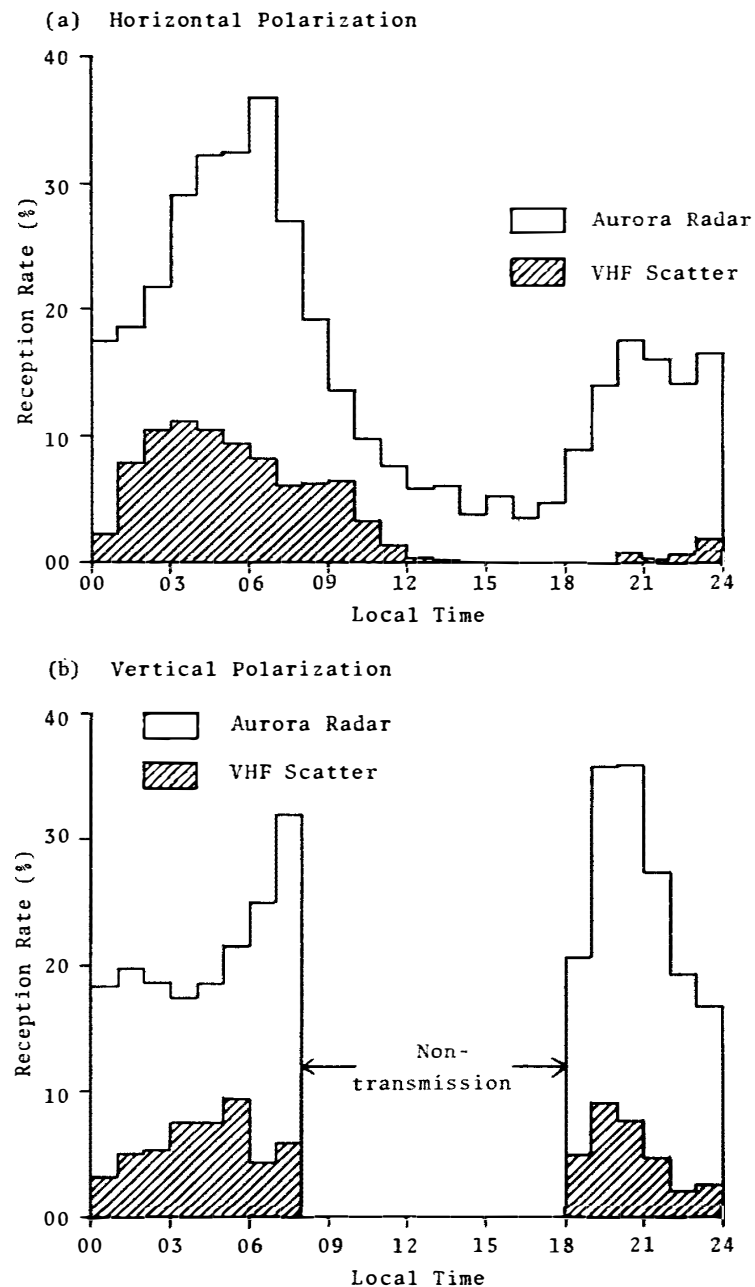 (a) Horizontal Polarization
40
30
20
10
00
Reception Rate (%)
Aurora Radar
VHF Scatter
00 03 06 09 12 15 18 21 24
Local Time
(b) Vertical Polarization
40
30
20
10
00
Reception Rate (%)
Aurora Radar
VHF Scatter
Non-
transmission
00 03 06 09 12 15 18 21 24
Local Time